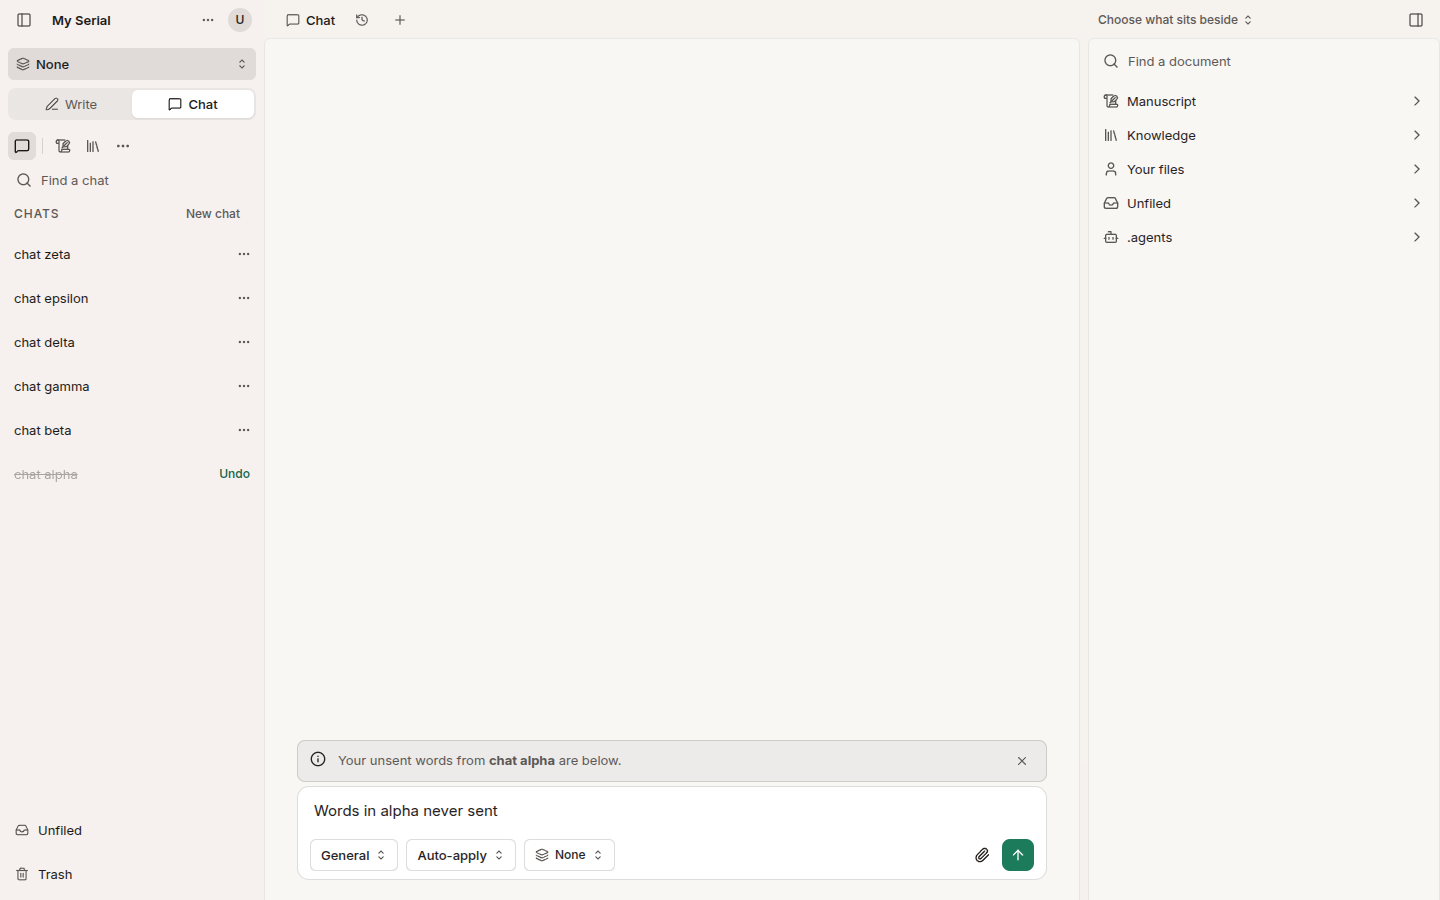 My Serial
U
None
Write
Chat
Find a chat
CHATS
New chat
chat zeta
chat epsilon
chat delta
chat gamma
chat beta
chat alpha
Undo
Unfiled
Trash
Chat
Your unsent words from chat alpha are below.
Words in alpha never sent
General
Auto-apply
None
Choose what sits beside
Find a document
Manuscript
Knowledge
Your files
Unfiled
.agents